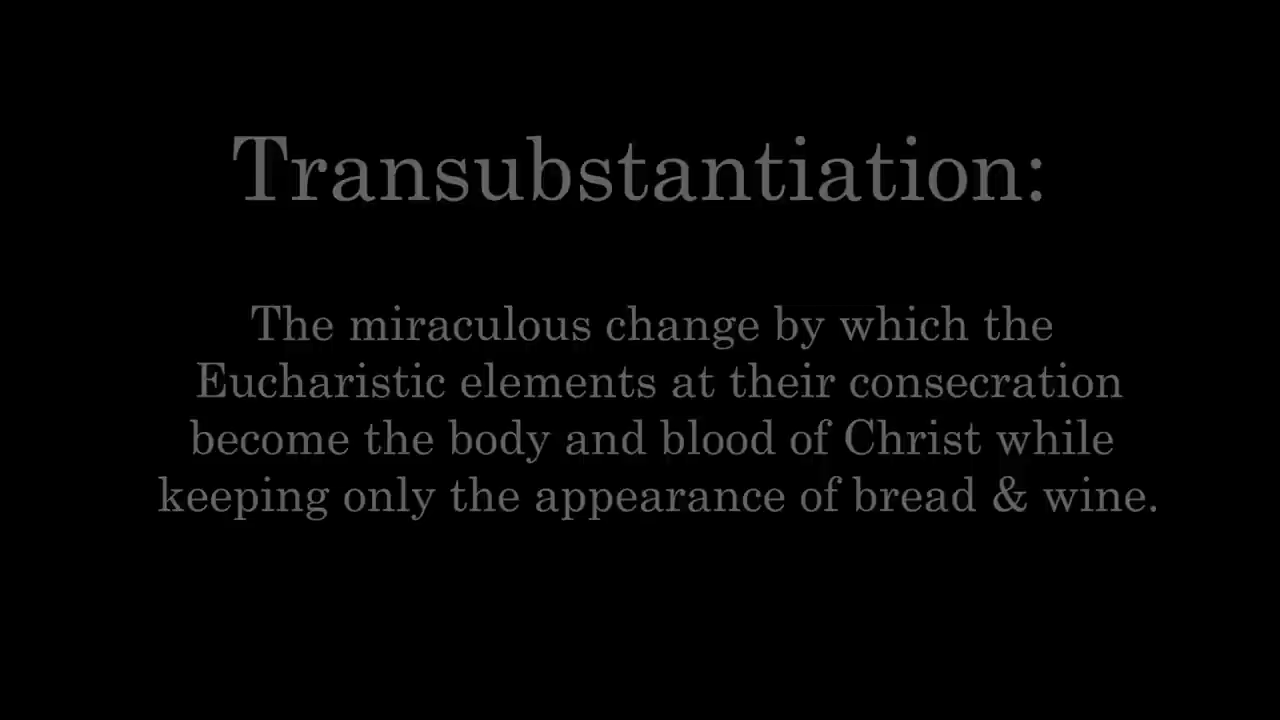 Transubstantiation:
The miraculous change by which the
Eucharistic elements at their consecration
become the body and blood of Christ while
keeping only the appearance of bread & wine.